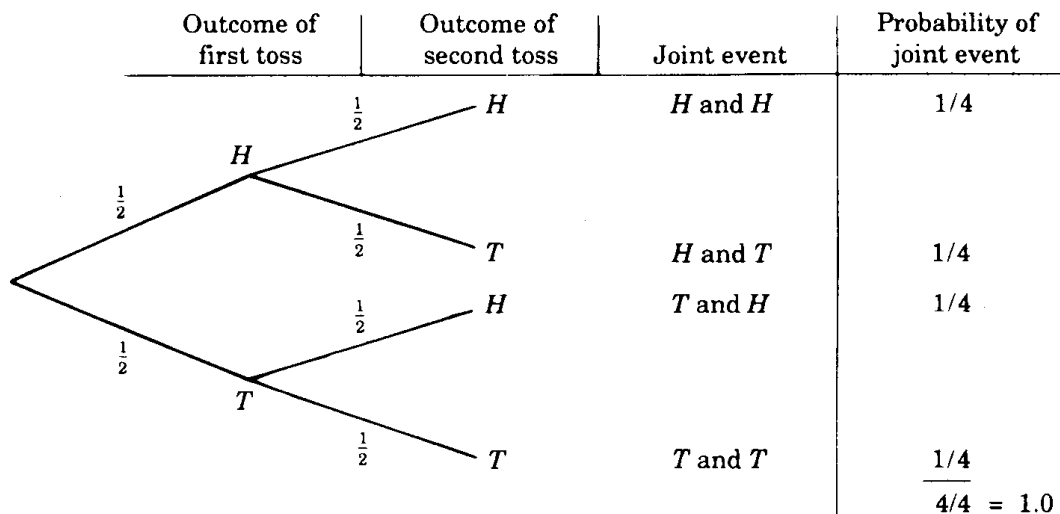 Outcome of first toss Outcome of second toss Joint event Probability of joint event
1/2 H H and H 1/4
H
1/2
1/2 T H and T 1/4
1/2 H T and H 1/4
1/2
T
1/2 T T and T 1/4
4/4 = 1.0